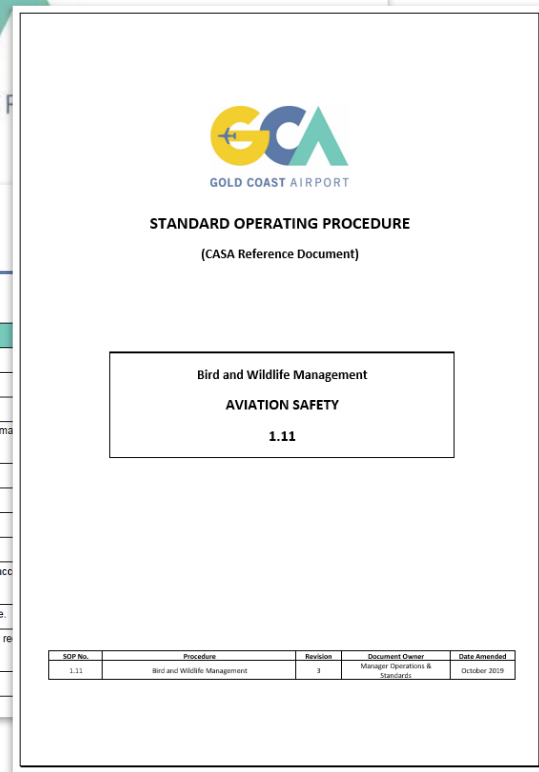 GCA
GOLD COAST AIRPORT
STANDARD OPERATING PROCEDURE
(CASA Reference Document)
Bird and Wildlife Management
AVIATION SAFETY
1.11
SOP No. Procedure Revision Document Owner Date Amended
1.11 Bird and Wildlife Management 3 Manager Operations & Standards October 2019